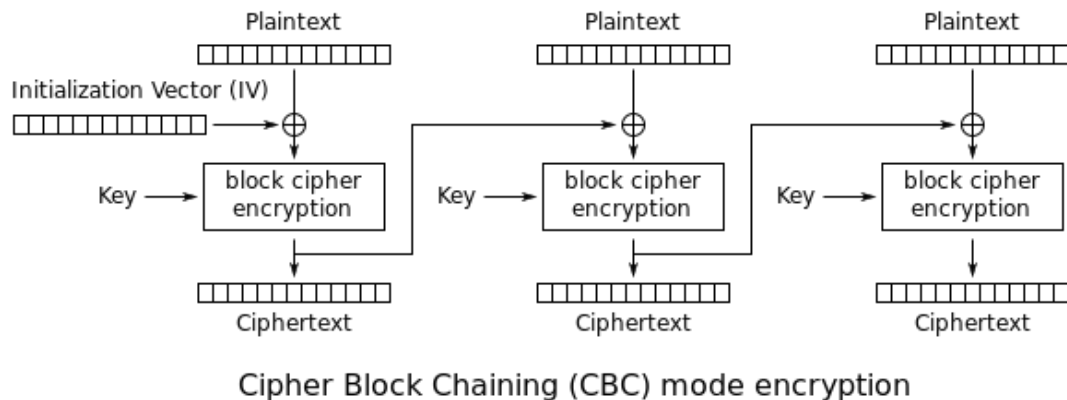 Plaintext
Plaintext
Plaintext
Initialization Vector (IV)
Key
block cipher
encryption
Key
block cipher
encryption
Key
block cipher
encryption
Ciphertext
Ciphertext
Ciphertext
Cipher Block Chaining (CBC) mode encryption